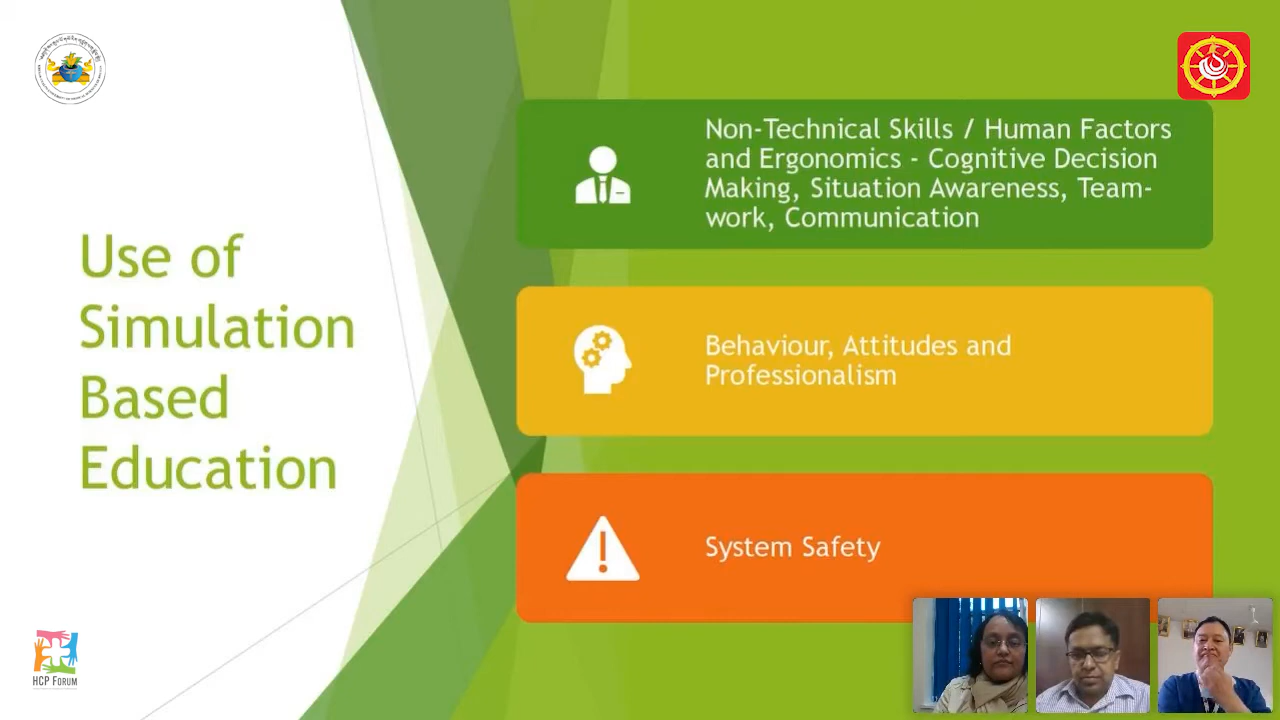 Use of
Simulation
Based
Education
Non-Technical Skills / Human Factors
and Ergonomics - Cognitive Decision
Making, Situation Awareness, Team-
work, Communication
Behaviour, Attitudes and
Professionalism
System Safety
HCP FORUM